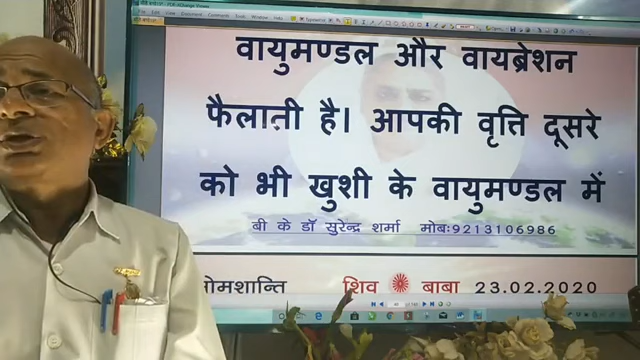 वायुमण्डल और वायब्रेशन
फैलाती है। आपकी वृत्ति दूसरे
को भी खुशी के वायुमण्डल में
बी के डॉ सुरेन्द्र शर्मा मोबः9213106986
ओमशान्ति शिव बाबा 23.02.2020